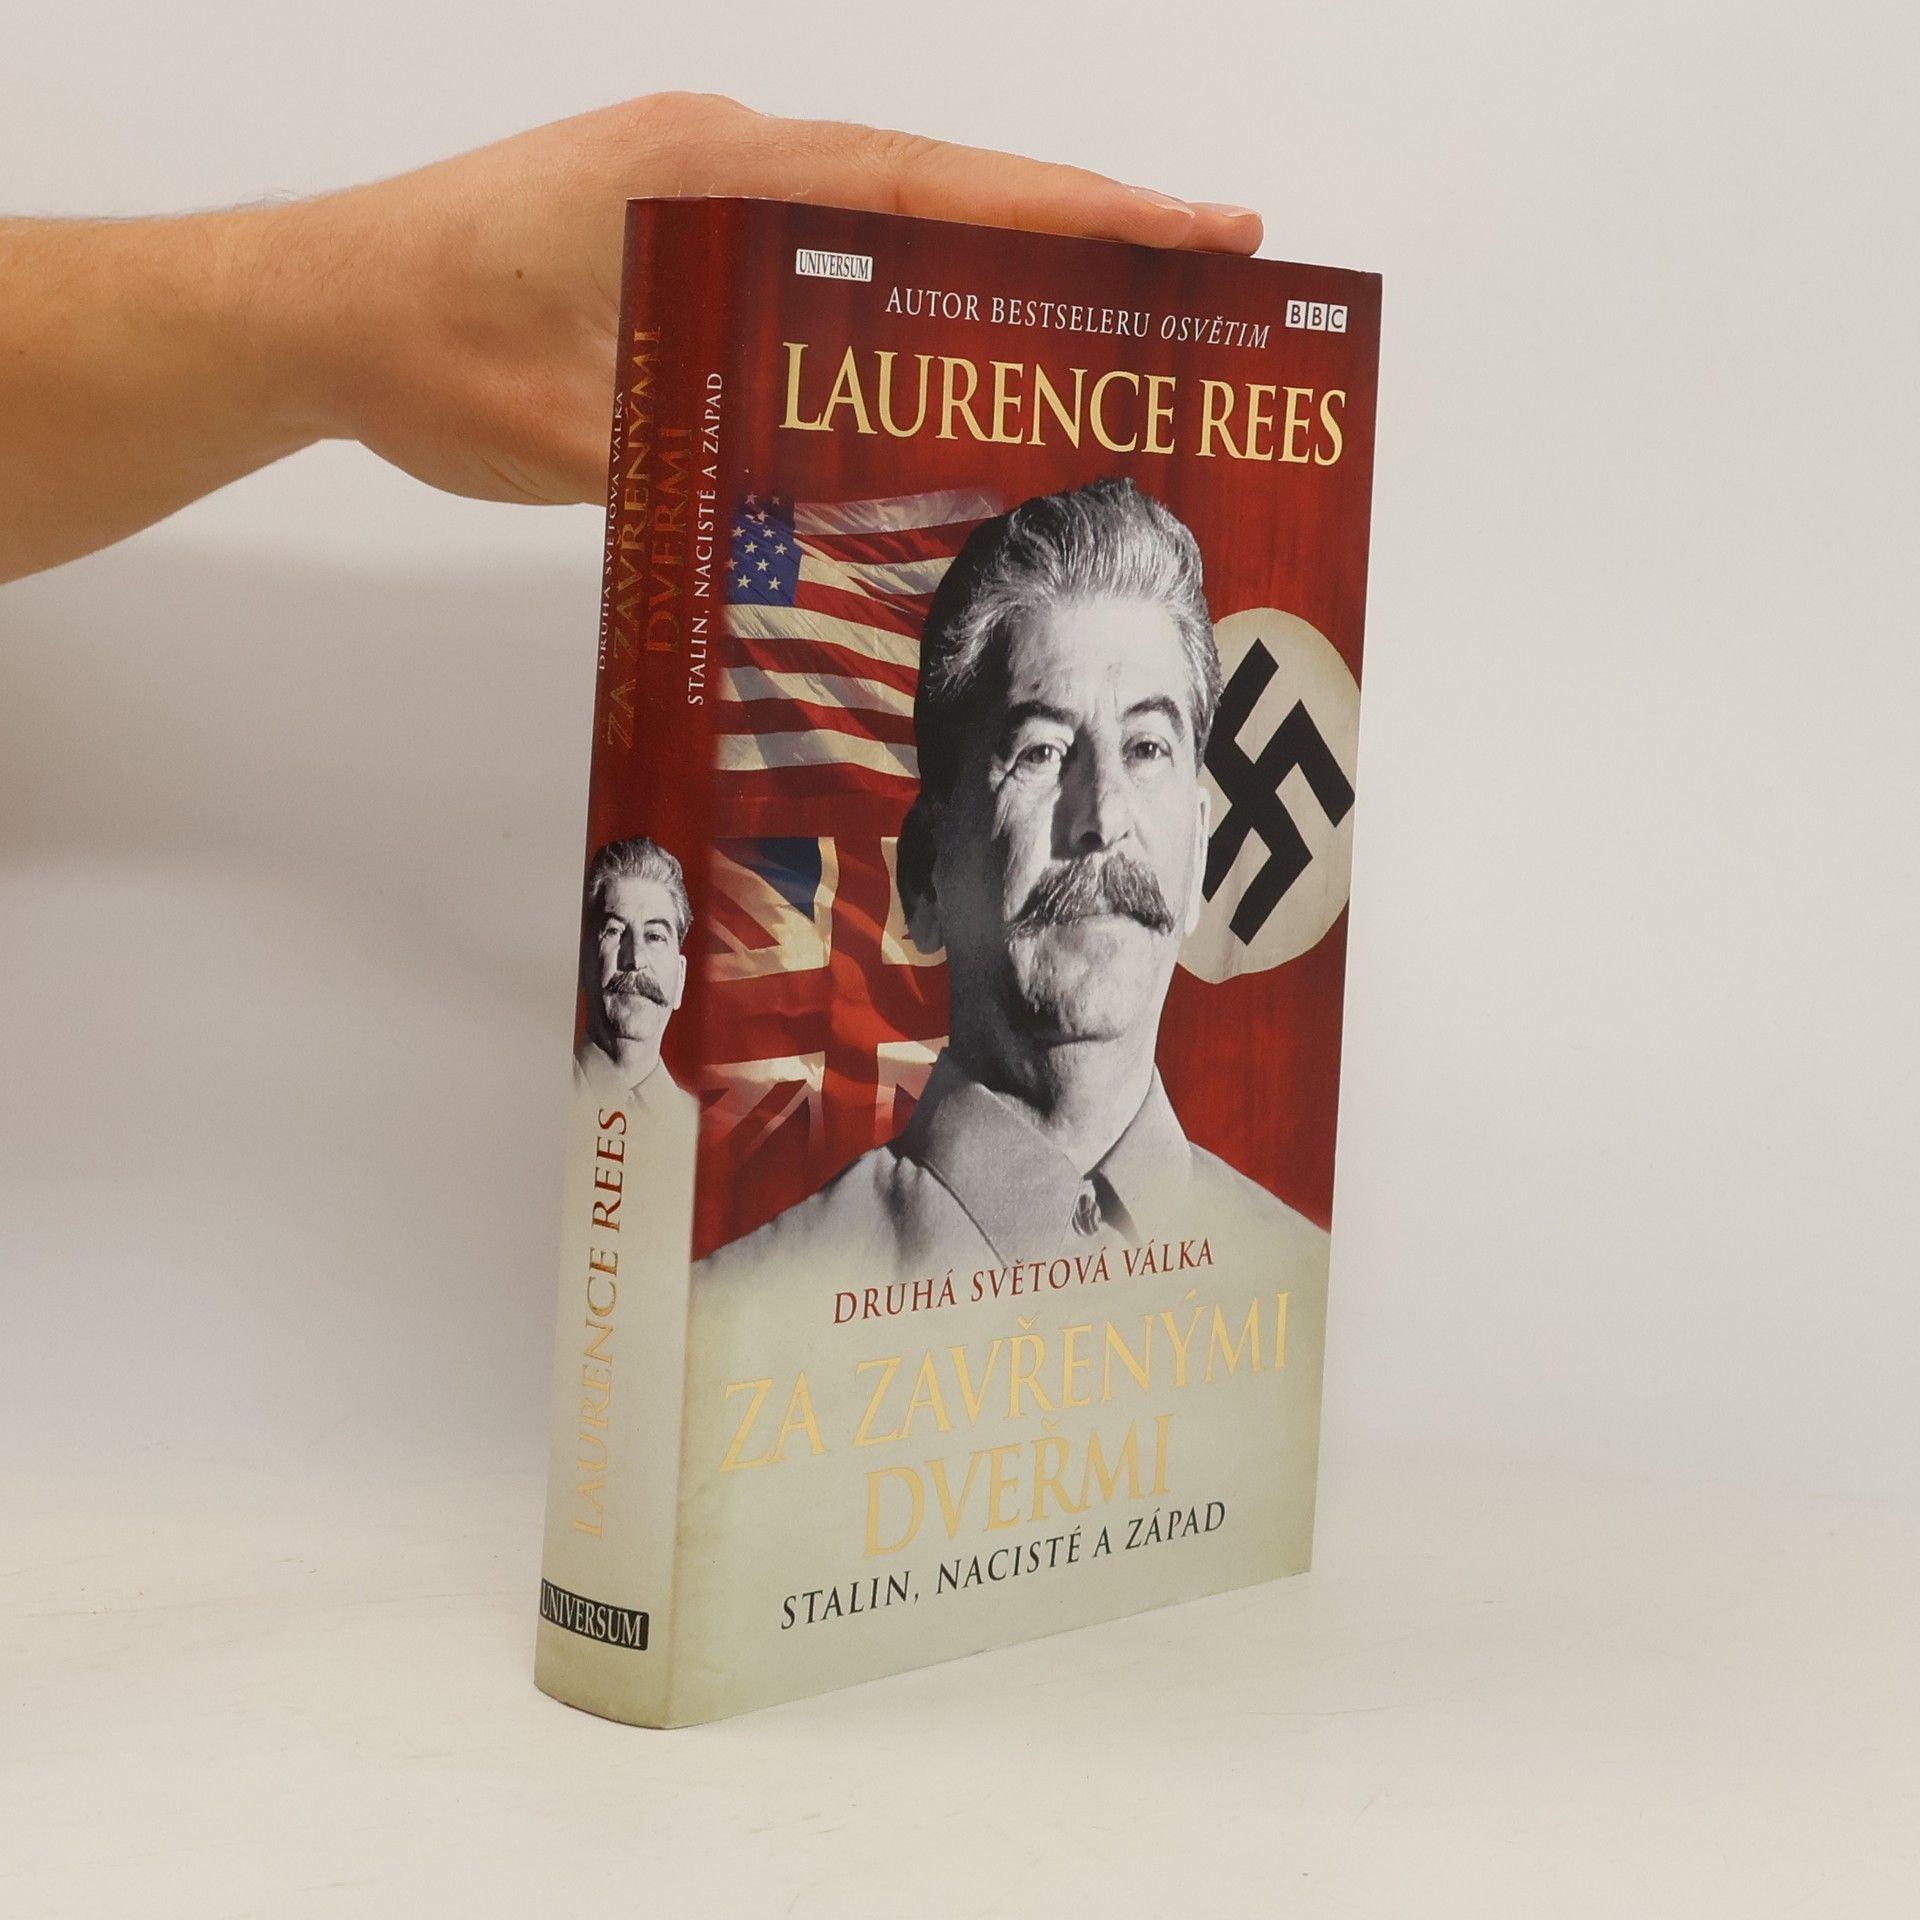 UNIVERSUM
AUTOR BESTSELERU OSVĚTIM
BBC
LAURENCE REES
DRUHÁ SVĚTOVÁ VÁLKA
ZA ZAVŘENÝMI
DVEŘMI
STALIN, NACISTÉ A ZÁPAD
DRUHÁ SVĚTOVÁ VÁLKA
ZA ZAVŘENÝMI
DVEŘMI
STALIN, NACISTÉ A ZÁPAD
LAURENCE REES
UNIVERSUM